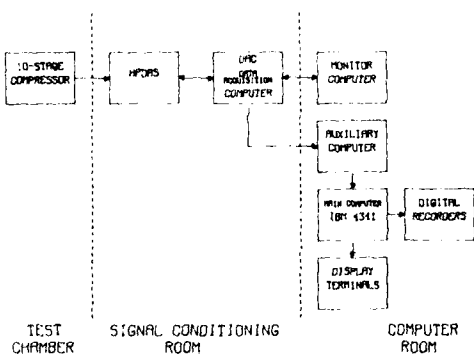 10-STAGE
COMPRESSOR
HPDAS
DAC
DATA
ACQUISITION
COMPUTER
MONITOR
COMPUTER
AUXILIARY
COMPUTER
MAIN COMPUTER
IBM 4341
DIGITAL
RECORDERS
DISPLAY
TERMINALS
TEST
CHAMBER
SIGNAL CONDITIONING
ROOM
COMPUTER
ROOM